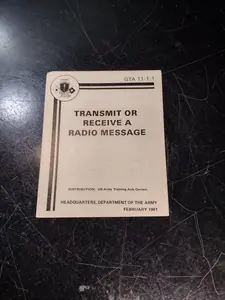 GTA 11-1-1
TRANSMIT OR
RECEIVE A
RADIO MESSAGE
DISTRIBUTION: US Army Training Aids Centers
HEADQUARTERS, DEPARTMENT OF THE ARMY
FEBRUARY 1981